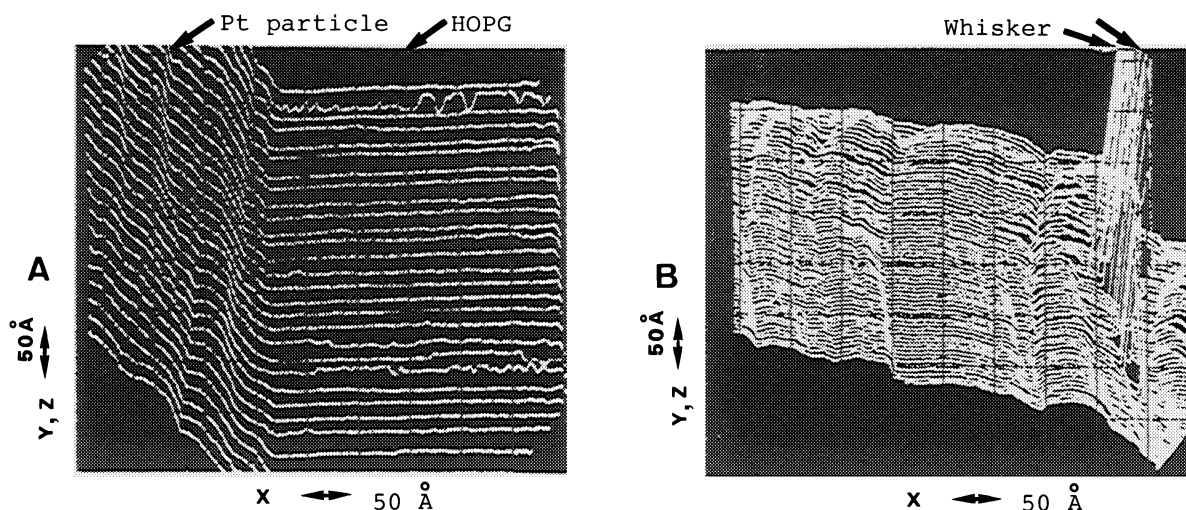 Pt particle
HOPG
A
50Å
Y, z
X
50 Å
Whisker
B
50Å
Y, z
X
50 Å